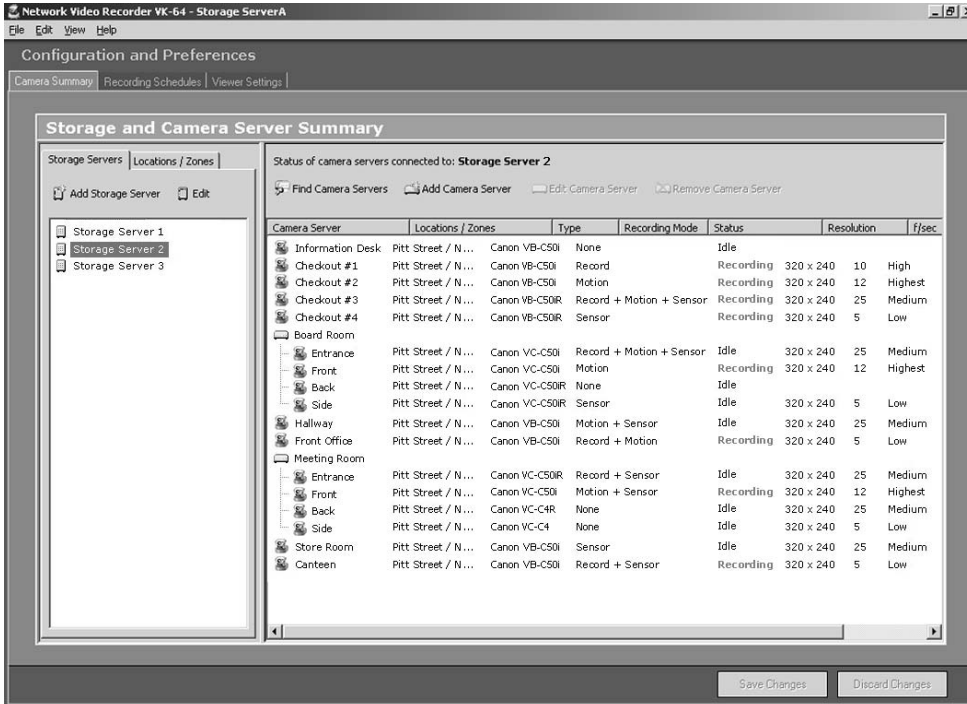 Network Video Recorder VK-64 - Storage ServerA
File Edit View Help
Configuration and Preferences
Camera Summary Recording Schedules Viewer Settings
Storage and Camera Server Summary
Storage Servers Locations / Zones
Add Storage Server Edit
Storage Server 1
Storage Server 2
Storage Server 3
Status of camera servers connected to: Storage Server 2
Find Camera Servers Add Camera Server Edit Camera Server Remove Camera Server
Camera Server Locations / Zones Type Recording Mode Status Resolution f/sec
Information Desk Pitt Street / N... Canon VB-C50i None Idle
Checkout #1 Pitt Street / N... Canon VB-C50i Record Recording 320 x 240 10 High
Checkout #2 Pitt Street / N... Canon VB-C50i Motion Recording 320 x 240 12 Highest
Checkout #3 Pitt Street / N... Canon VB-C50iR Record + Motion + Sensor Recording 320 x 240 25 Medium
Checkout #4 Pitt Street / N... Canon VB-C50iR Sensor Recording 320 x 240 5 Low
Board Room
Entrance Pitt Street / N... Canon VC-C50i Record + Motion + Sensor Idle 320 x 240 25 Medium
Front Pitt Street / N... Canon VC-C50i Motion Recording 320 x 240 12 Highest
Back Pitt Street / N... Canon VC-C50iR None Idle
Side Pitt Street / N... Canon VC-C50iR Sensor Idle 320 x 240 5 Low
Hallway Pitt Street / N... Canon VB-C50i Motion + Sensor Idle 320 x 240 25 Medium
Front Office Pitt Street / N... Canon VB-C50i Record + Motion Recording 320 x 240 5 Low
Meeting Room
Entrance Pitt Street / N... Canon VC-C50iR Record + Sensor Idle 320 x 240 25 Medium
Front Pitt Street / N... Canon VC-C50i Motion + Sensor Recording 320 x 240 12 Highest
Back Pitt Street / N... Canon VC-C4R None Idle 320 x 240 25 Medium
Side Pitt Street / N... Canon VC-C4 None Idle 320 x 240 5 Low
Store Room Pitt Street / N... Canon VB-C50i Sensor Idle 320 x 240 25 Medium
Canteen Pitt Street / N... Canon VB-C50i Record + Sensor Recording 320 x 240 5 Low
Save Changes Discard Changes